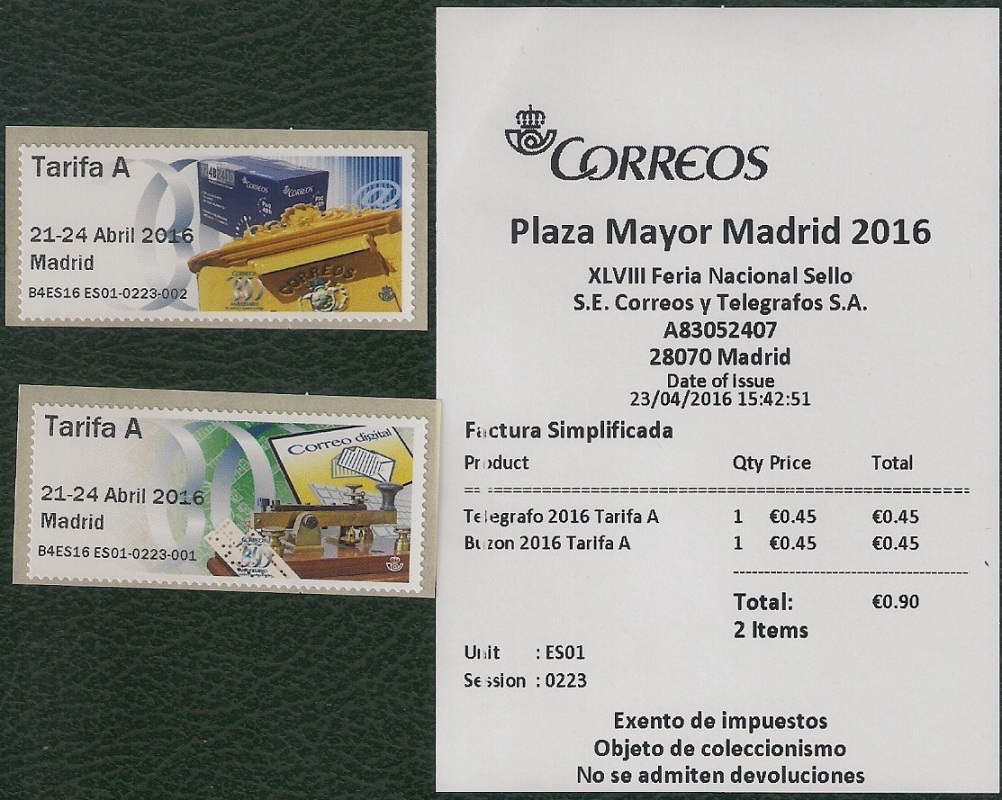 Tarifa A
21-24 Abril 2016
Madrid
B4ES16 ES01-0223-002
CORREOS
CORREOS
Tarifa A
21-24 Abril 2016
Madrid
B4ES16 ES01-0223-001
Correo digital
CORREOS
Plaza Mayor Madrid 2016
XLVIII Feria Nacional Sello
S.E. Correos y Telegrafos S.A.
A83052407
28070 Madrid
Date of Issue
23/04/2016 15:42:51
Factura Simplificada
Product Qty Price Total
Telegrafo 2016 Tarifa A 1 €0.45 €0.45
Buzon 2016 Tarifa A 1 €0.45 €0.45
Total: €0.90
2 Items
Unit : ES01
Session : 0223
Exento de impuestos
Objeto de coleccionismo
No se admiten devoluciones